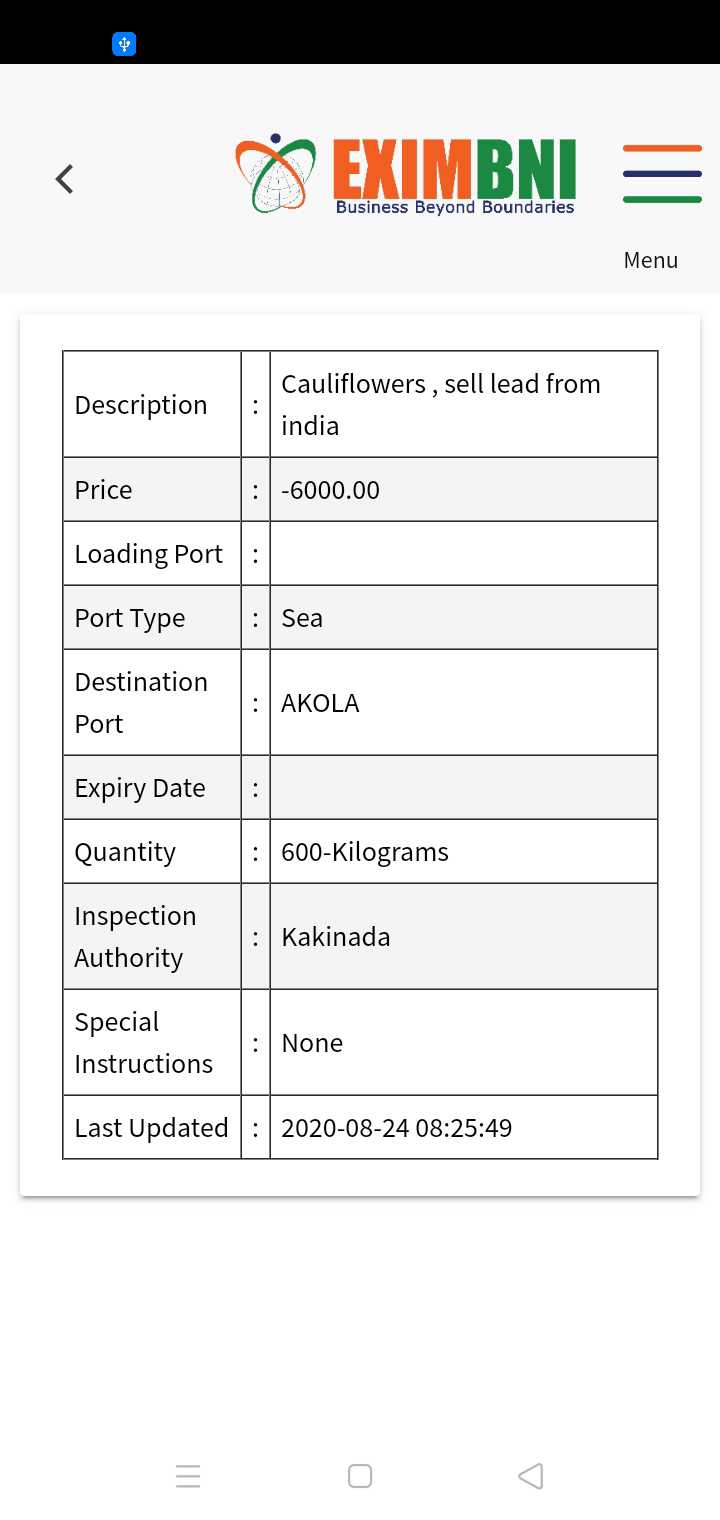 EXIMBNI
Business Beyond Boundaries
Menu
Description : Cauliflowers , sell lead from
india
Price : -6000.00
Loading Port :
Port Type : Sea
Destination
Port : AKOLA
Expiry Date :
Quantity : 600-Kilograms
Inspection
Authority : Kakinada
Special
Instructions : None
Last Updated : 2020-08-24 08:25:49